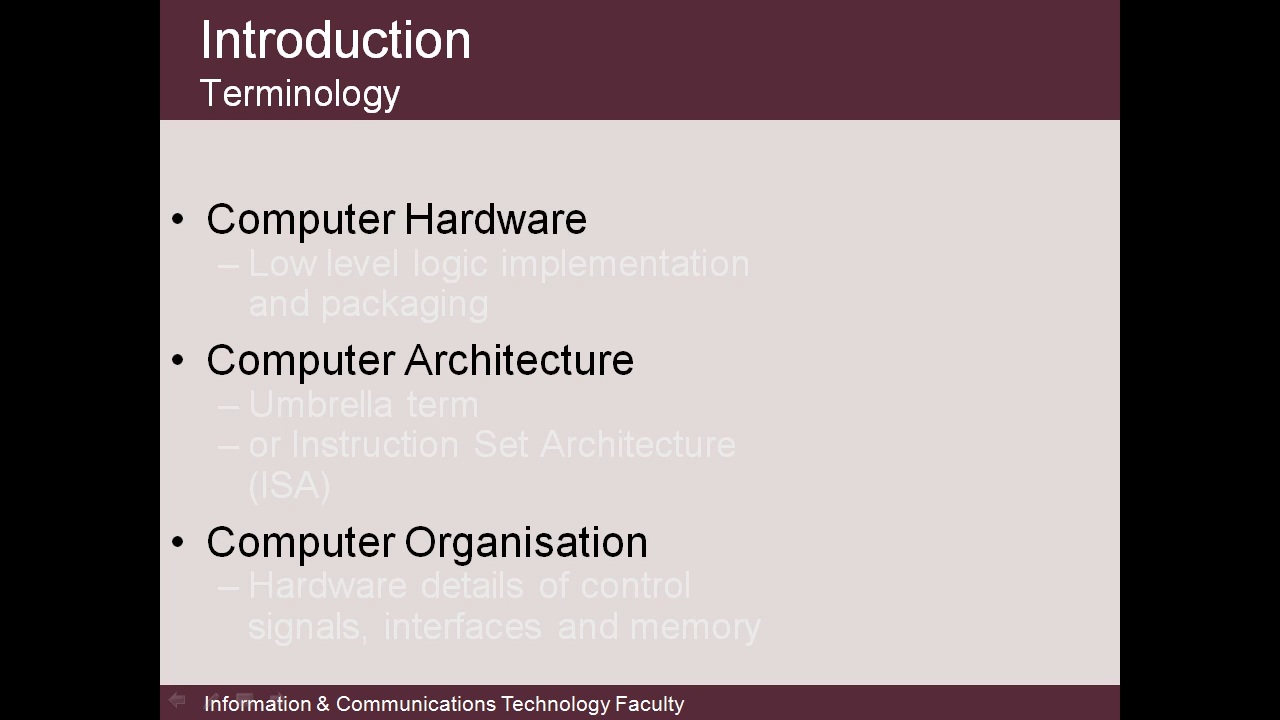 Introduction
Terminology
• Computer Hardware
– Low level logic implementation
and packaging
• Computer Architecture
– Umbrella term
– or Instruction Set Architecture
(ISA)
• Computer Organisation
– Hardware details of control
signals, interfaces and memory
Information & Communications Technology Faculty